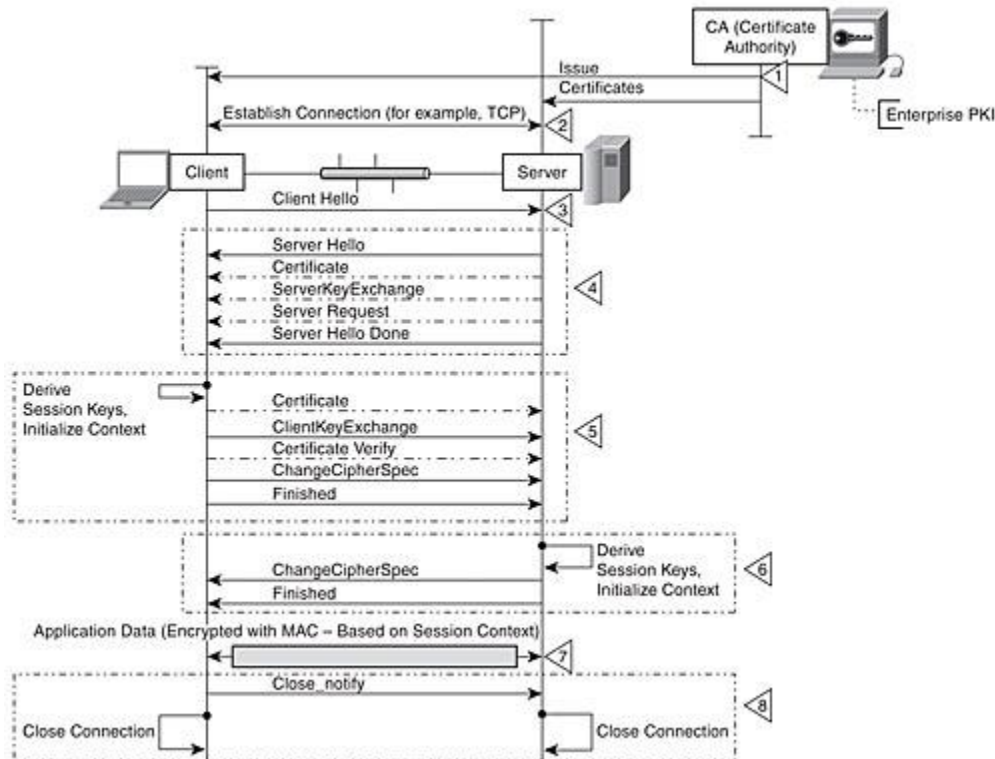 CA (Certificate
Authority)
Issue
1
Certificates
Enterprise PKI
Establish Connection (for example, TCP)
2
Client
Server
Client Hello
3
Server Hello
Certificate
ServerKeyExchange
4
Server Request
Server Hello Done
Derive
Session Keys,
Initialize Context
Certificate
ClientKeyExchange
5
Certificate Verify
ChangeCipherSpec
Finished
Derive
Session Keys,
Initialize Context
ChangeCipherSpec
6
Finished
Application Data (Encrypted with MAC – Based on Session Context)
7
Close_notify
8
Close Connection
Close Connection